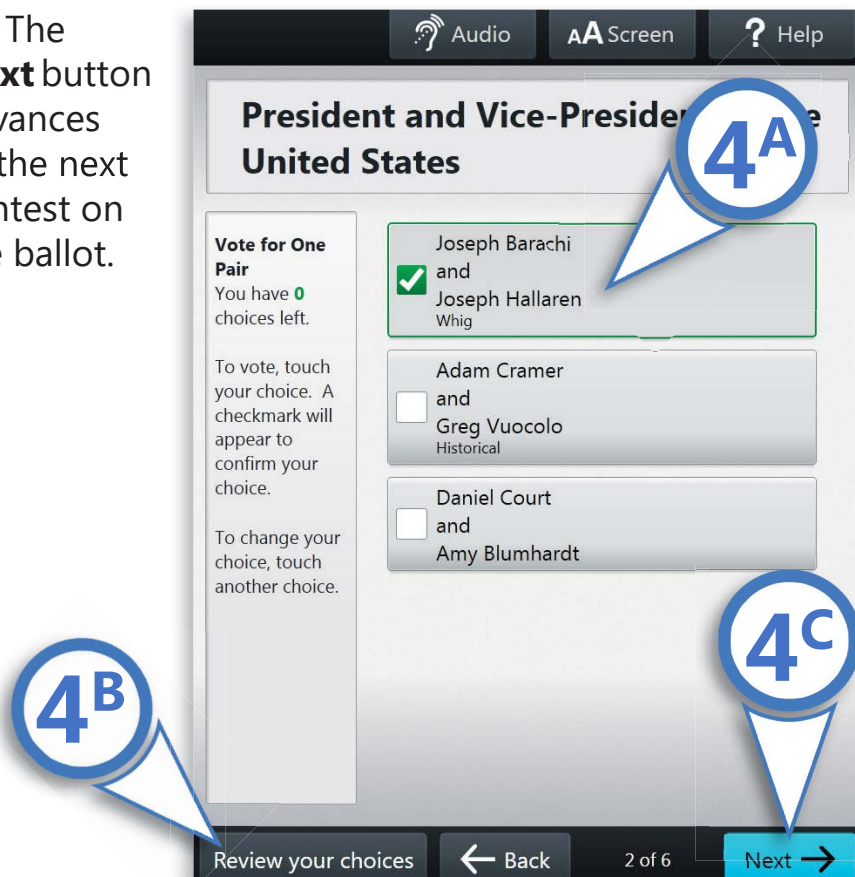 The
xt button
vances
the next
ntest on
ballot.
Audio
AA Screen
? Help
President and Vice-Preside
United States
4A
Vote for One
Pair
You have 0
choices left.
To vote, touch
your choice. A
checkmark will
appear to
confirm your
choice.
To change your
choice, touch
another choice.
Joseph Barachi
and
Joseph Hallaren
Whig
Adam Cramer
and
Greg Vuocolo
Historical
Daniel Court
and
Amy Blumhardt
4B
4C
Review your choices
← Back
2 of 6
Next →